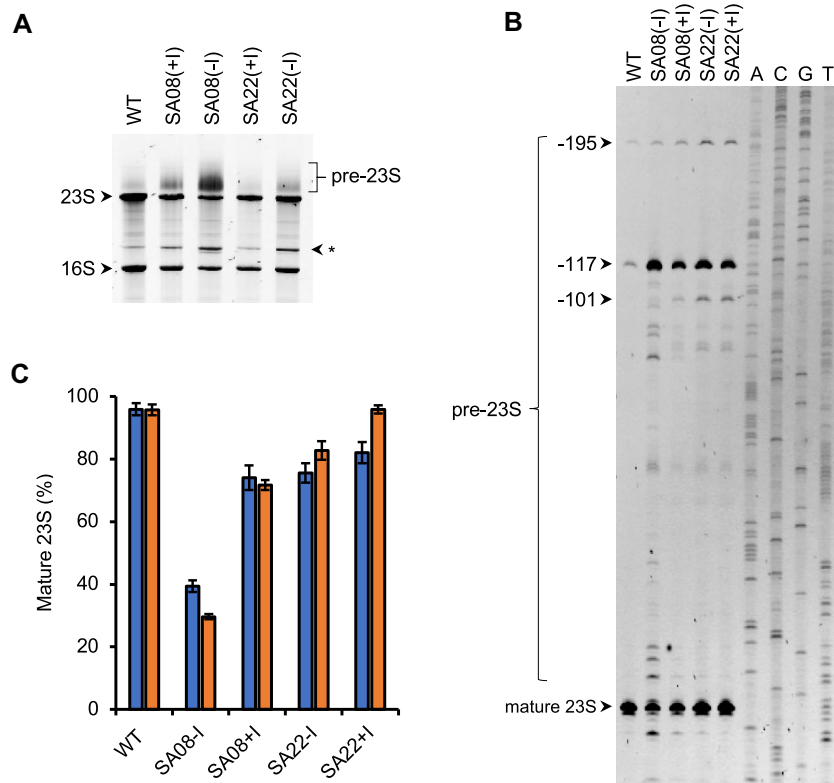 A
WT
SA08(+I)
SA08(-I)
SA22(+I)
SA22(-I)
pre-23S
23S
*
16S
B
WT
SA08(-I)
SA08(+I)
SA22(-I)
SA22(+I)
A C G T
-195
-117
-101
pre-23S
mature 23S
C
Mature 23S (%)
100
80
60
40
20
0
WT
SA08-I
SA08+I
SA22-I
SA22+I